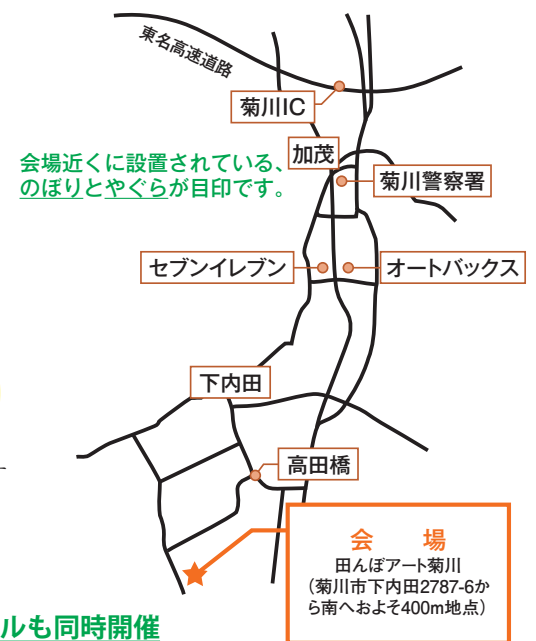 東名高速道路
菊川IC
加茂
会場近くに設置されている、
のぼりとやぐらが目印です。
菊川警察署
セブンイレブン
オートバックス
下内田
高田橋
会　場
田んぼアート菊川
（菊川市下内田2787-6か
ら南へおよそ400m地点）
ルも同時開催